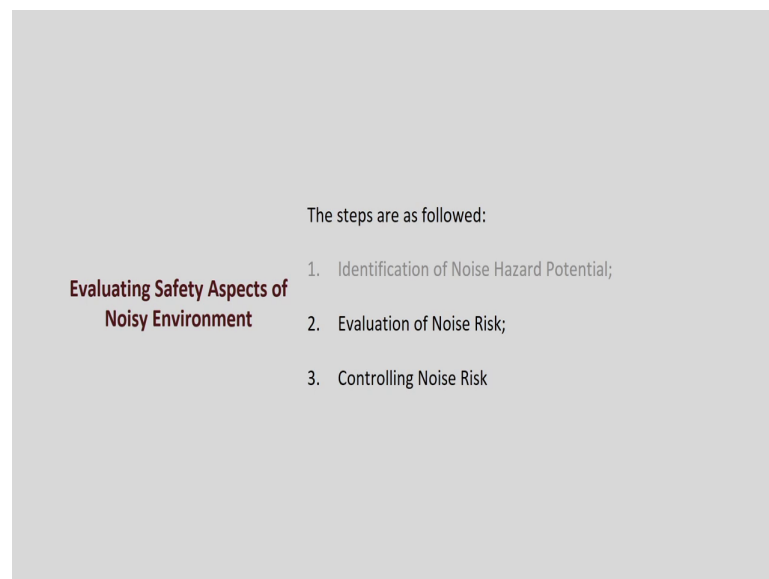 The steps are as followed:
1. Identification of Noise Hazard Potential;
Evaluating Safety Aspects of
Noisy Environment
2. Evaluation of Noise Risk;
3. Controlling Noise Risk